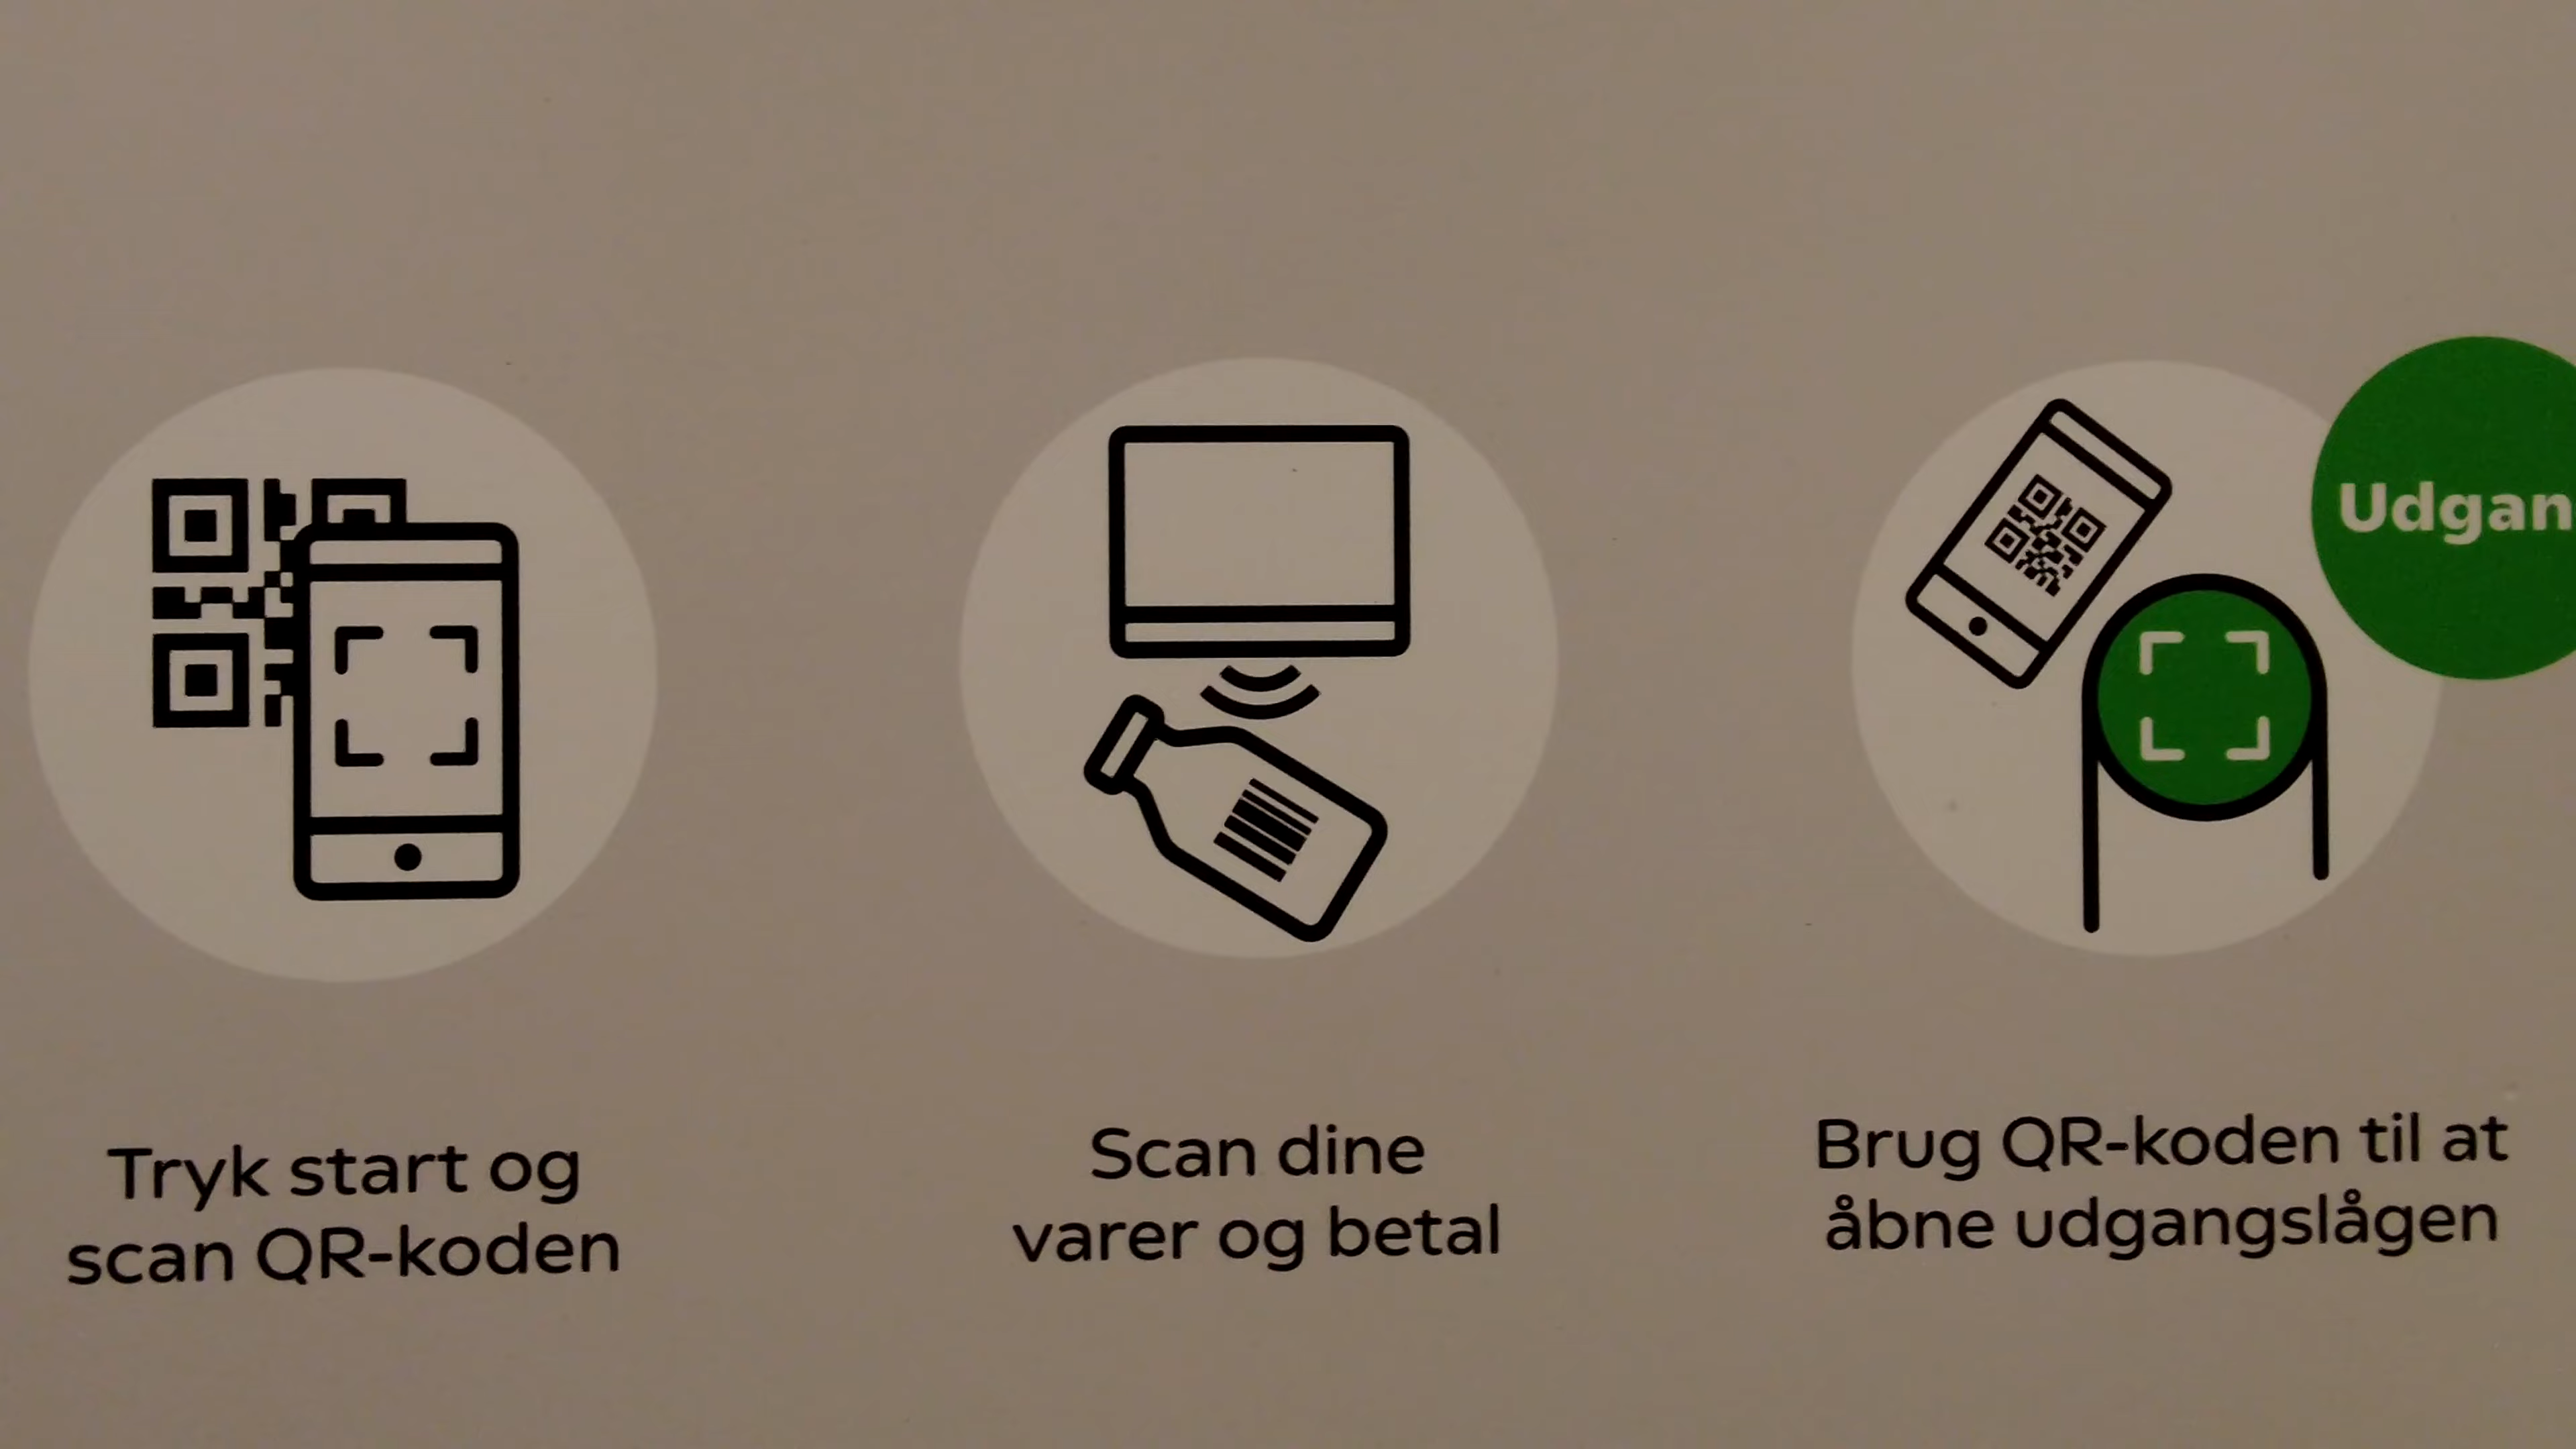 Udgan
Tryk start og
scan QR-koden
Scan dine
varer og betal
Brug QR-koden til at
åbne udgangslågen